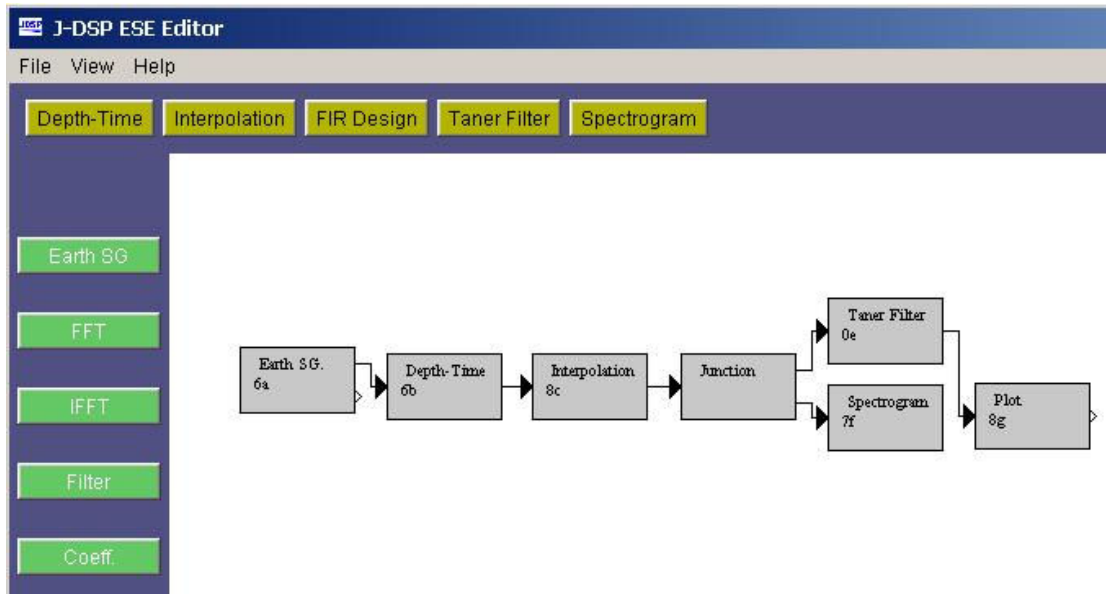 JDSP J-DSP ESE Editor
File View Help
Depth-Time Interpolation FIR Design Taner Filter Spectrogram
Earth SG
FFT
IFFT
Filter
Coeff.
Earth SG.
6a
Depth-Time
6b
Interpolation
8c
Junction
Taner Filter
0e
Spectrogram
7f
Plot
8g